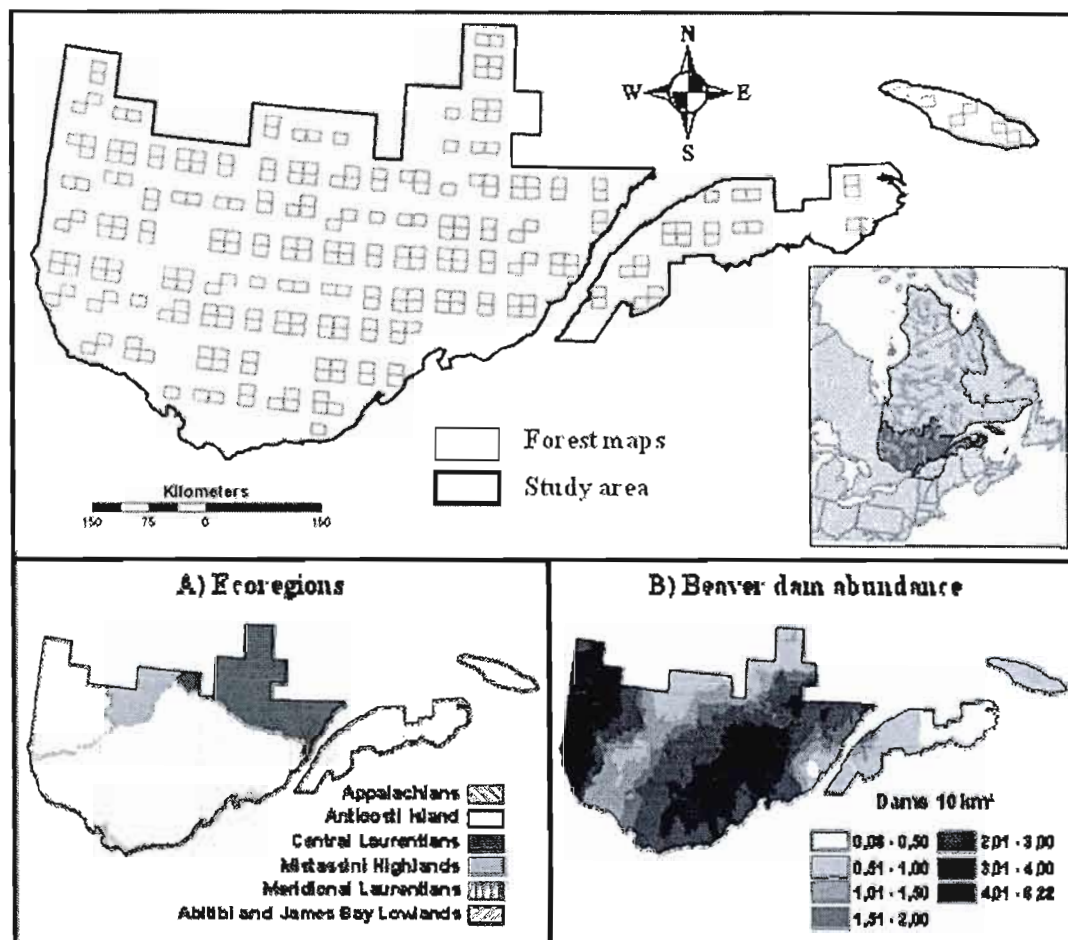 N
W E
S
Forest maps
Study area
Kilometers
150 75 0 150
A) Ecoregions
Appalachians
Anticosti Island
Central Laurentians
Mistassini Highlands
Meridional Laurentians
Abitibi and James Bay Lowlands
B) Beaver dam abundance
Dams 10 km²
0,06 - 0,50
0,51 - 1,00
1,01 - 1,50
1,51 - 2,00
2,01 - 3,00
3,01 - 4,00
4,01 - 6,22